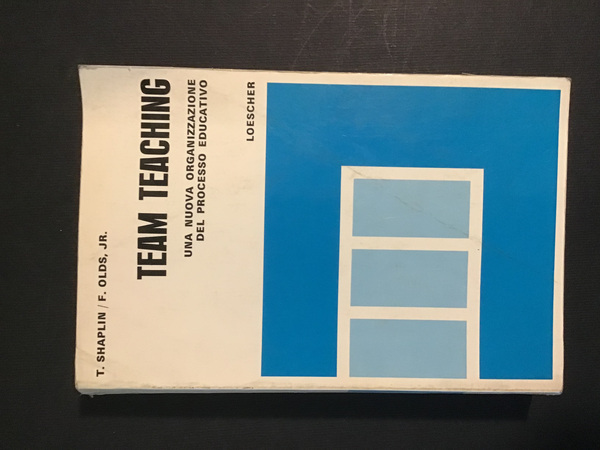 T. SHAPLIN / F. OLDS, JR.
TEAM TEACHING
UNA NUOVA ORGANIZZAZIONE
DEL PROCESSO EDUCATIVO
LOESCHER